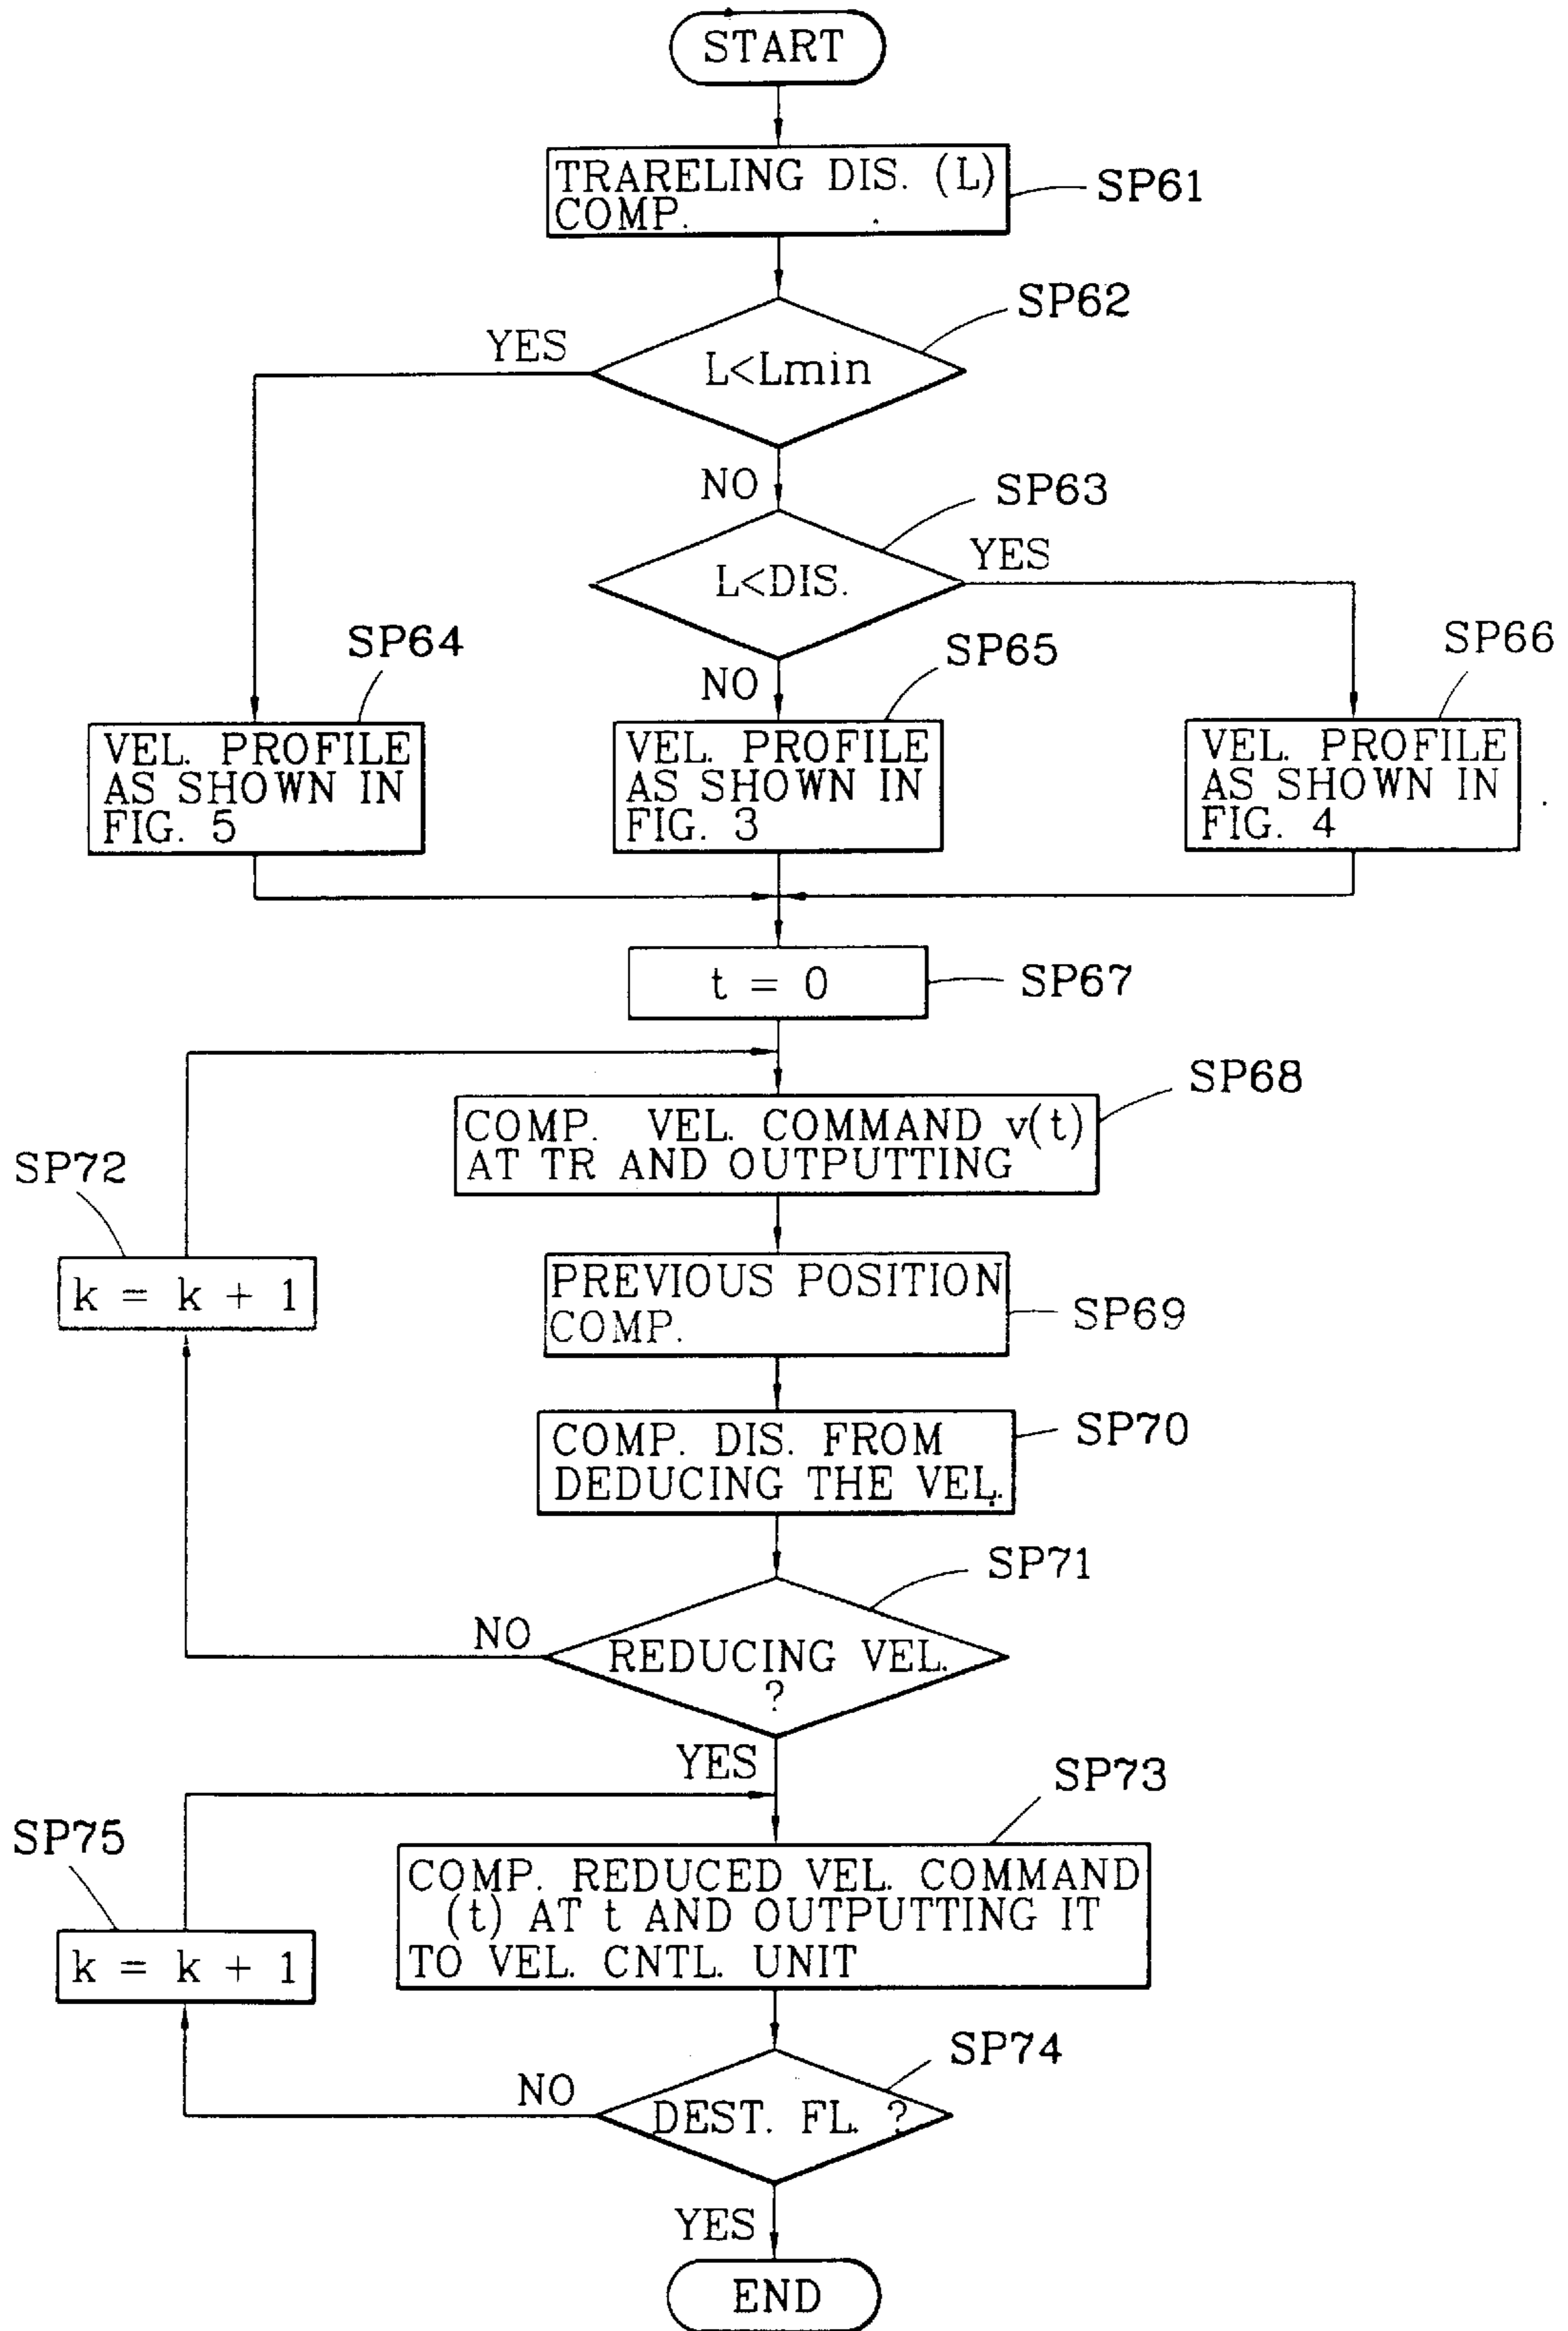 START
TRARELING DIS. (L)
COMP.
SP61
SP62
YES
L<Lmin
NO
SP63
YES
L<DIS.
SP64
SP65
SP66
NO
VEL. PROFILE
AS SHOWN IN
FIG. 5
VEL. PROFILE
AS SHOWN IN
FIG. 3
VEL. PROFILE
AS SHOWN IN
FIG. 4
t = 0
SP67
SP68
COMP. VEL. COMMAND v(t)
AT TR AND OUTPUTTING
SP72
k = k + 1
PREVIOUS POSITION
COMP.
SP69
COMP. DIS. FROM
DEDUCING THE VEL.
SP70
SP71
NO
REDUCING VEL.
?
YES
SP73
SP75
COMP. REDUCED VEL. COMMAND
(t) AT t AND OUTPUTTING IT
TO VEL. CNTL. UNIT
k = k + 1
SP74
NO
DEST. FL. ?
YES
END